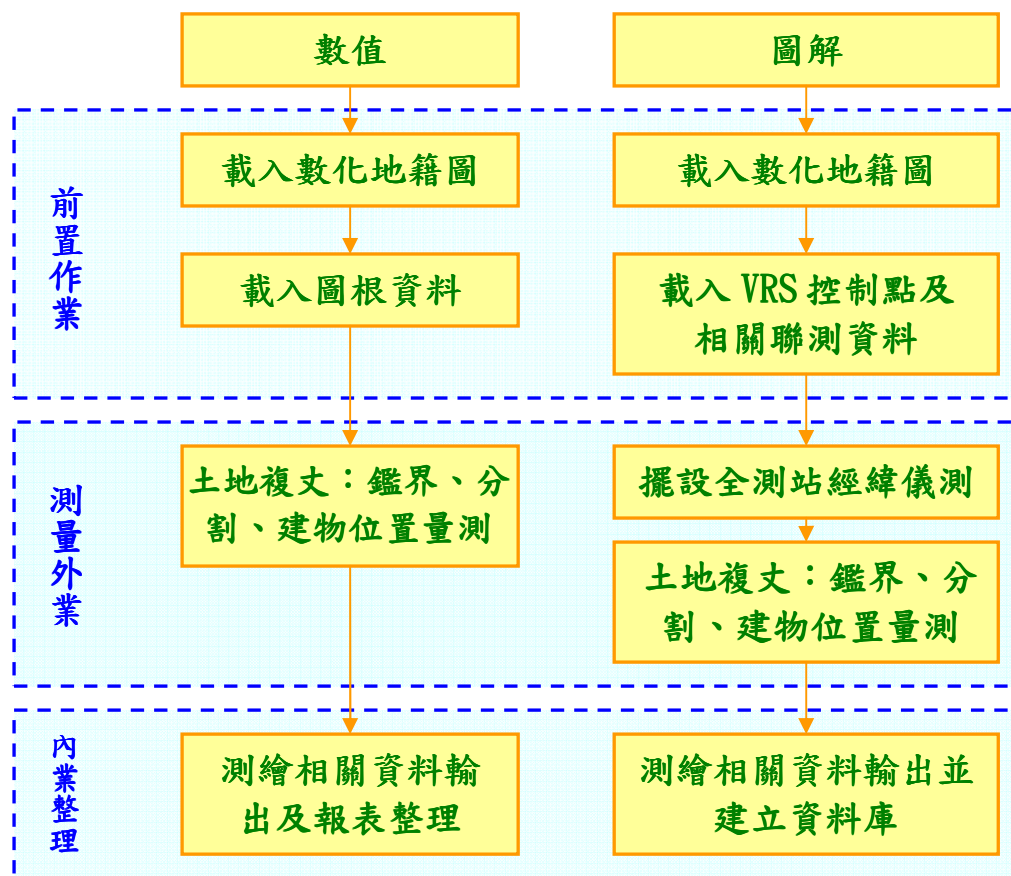 數值
圖解
前置作業
載入數化地籍圖
載入數化地籍圖
載入圖根資料
載入 VRS 控制點及
相關聯測資料
測量外業
土地複丈：鑑界、分
割、建物位置量測
擺設全測站經緯儀測
土地複丈：鑑界、分
割、建物位置量測
內業整理
測繪相關資料輸
出及報表整理
測繪相關資料輸出並
建立資料庫